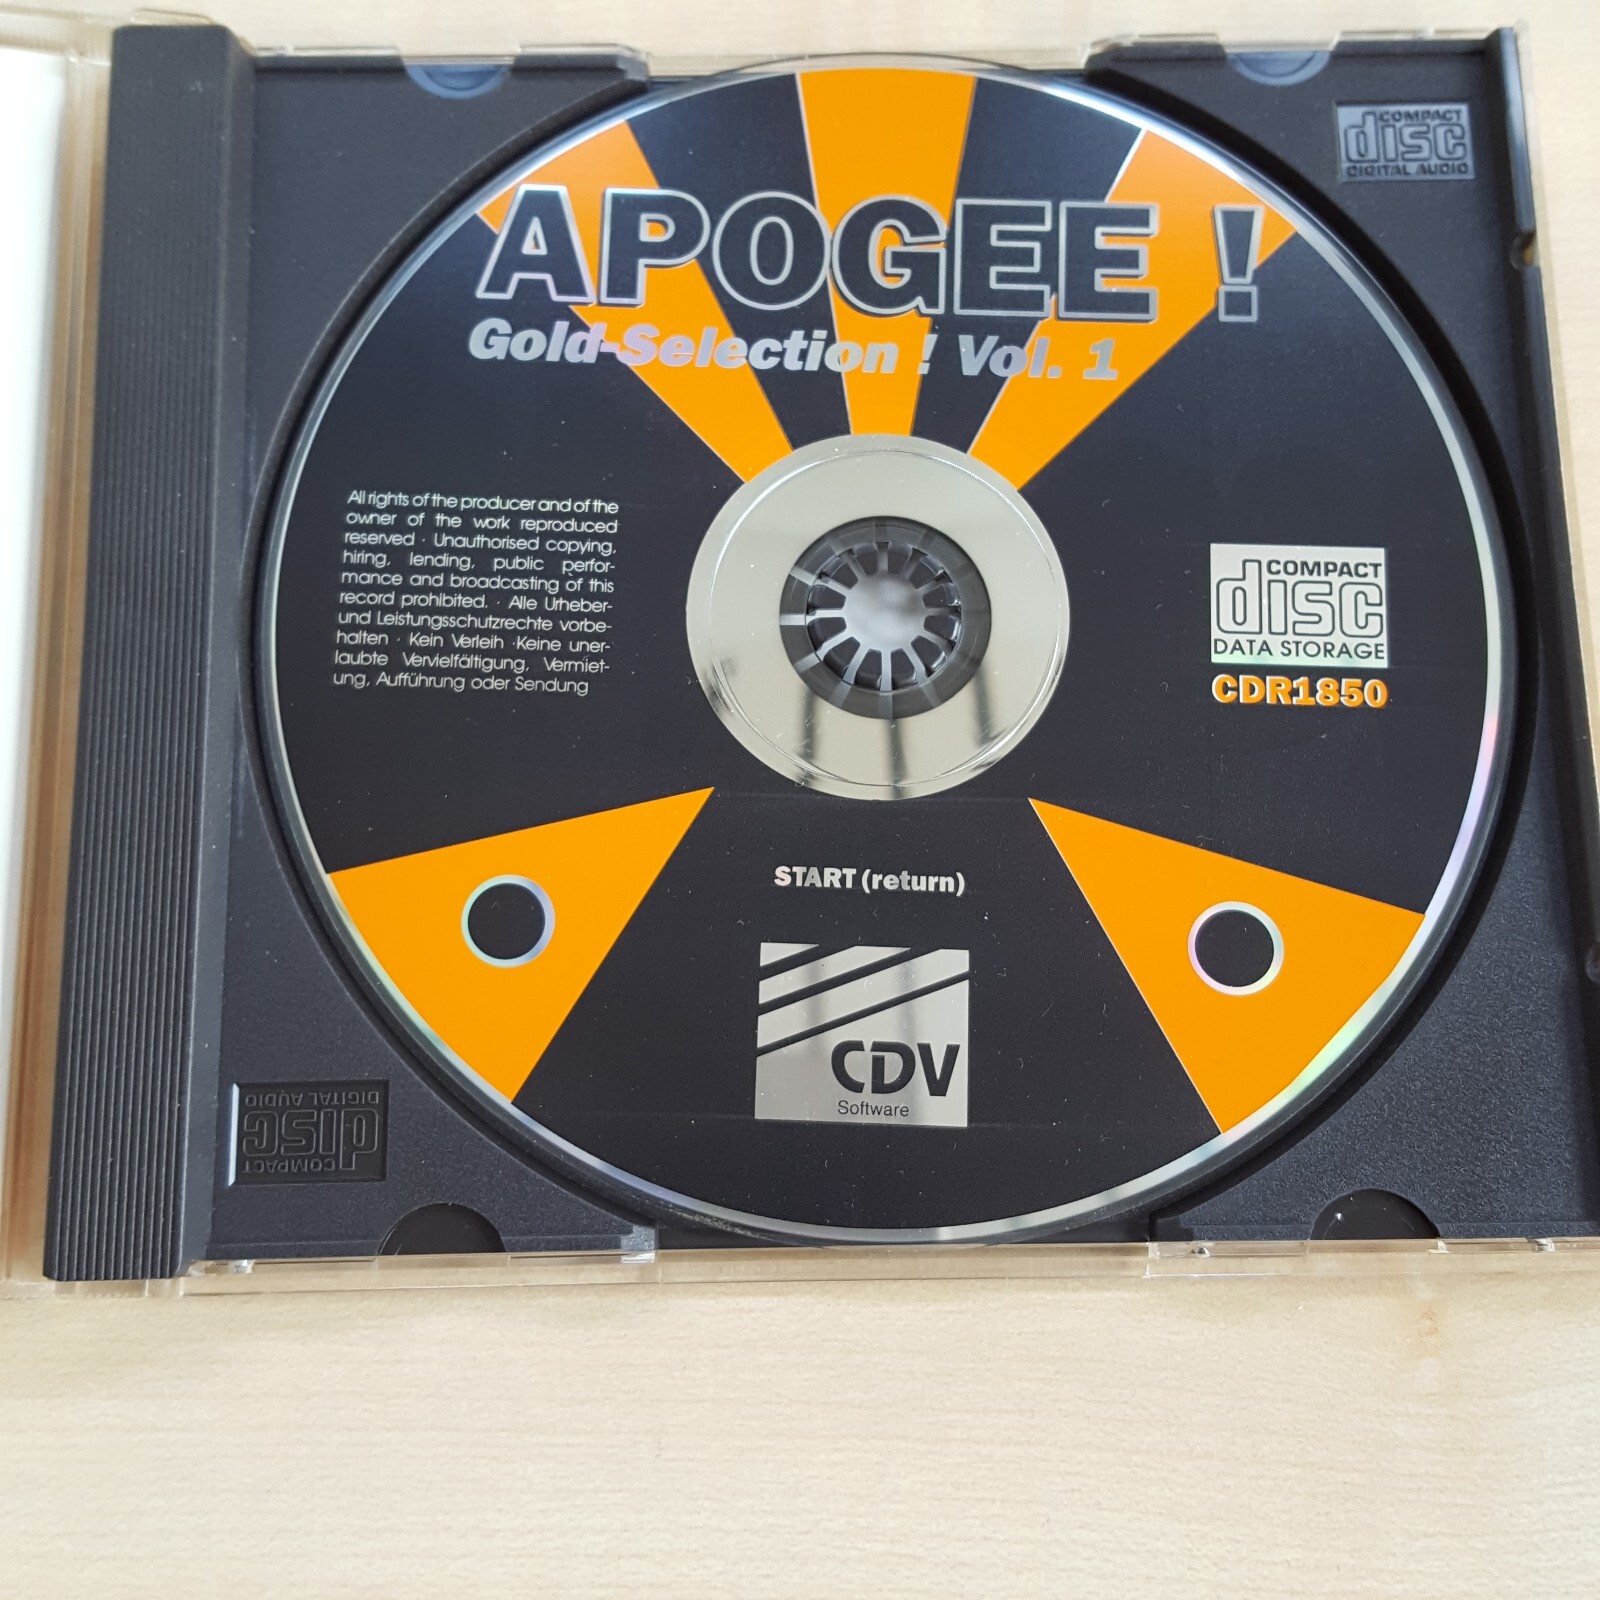 COMPACT
disc
DIGITAL AUDIO
APOGEE !
Gold-Selection ! Vol. 1
All rights of the producer and of the
owner of the work reproduced
reserved · Unauthorised copying,
hiring, lending, public perfor-
mance and broadcasting of this
record prohibited. · Alle Urheber-
und Leistungsschutzrechte vorbe-
halten · Kein Verleih ·Keine uner-
laubte Vervielfältigung, Vermiet-
ung, Aufführung oder Sendung
COMPACT
disc
DATA STORAGE
CDR1850
START (return)
CDV
Software
COMPACT
disc
DIGITAL AUDIO